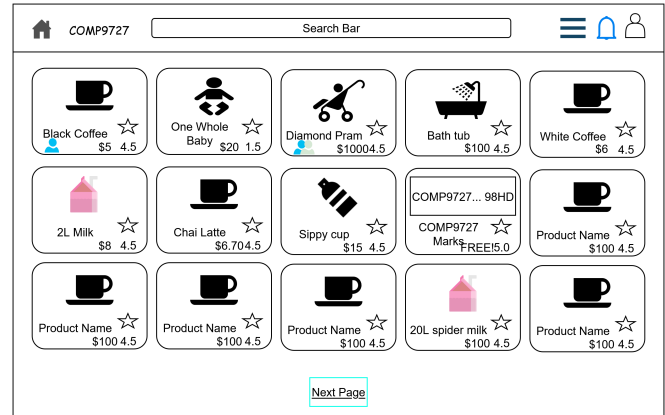 COMP9727
Search Bar
Black Coffee
$5 4.5
One Whole
Baby
$20 1.5
Diamond Pram
$1000 4.5
Bath tub
$100 4.5
White Coffee
$6 4.5
2L Milk
$8 4.5
Chai Latte
$6.70 4.5
Sippy cup
$15 4.5
COMP9727... 98HD
COMP9727
Marks
FREE! 5.0
Product Name
$100 4.5
Product Name
$100 4.5
Product Name
$100 4.5
Product Name
$100 4.5
20L spider milk
$100 4.5
Product Name
$100 4.5
Next Page